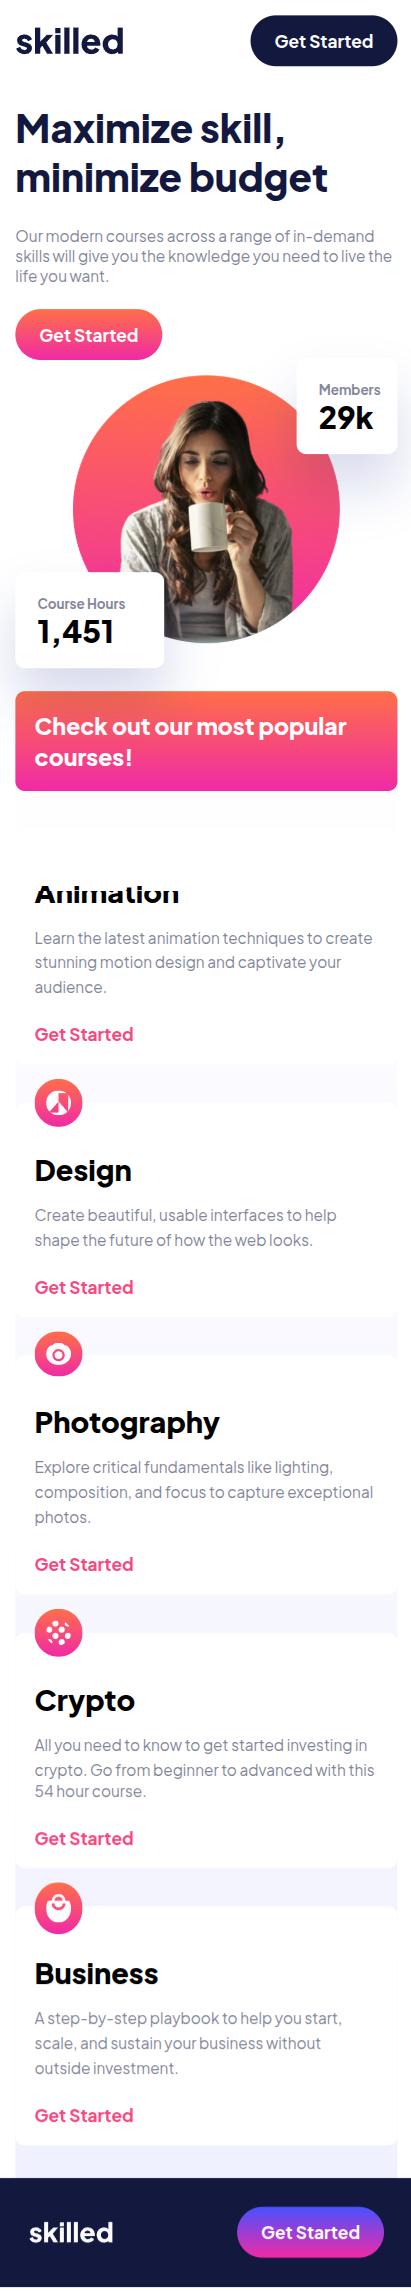 skilled
Get Started
Maximize skill,
minimize budget
Our modern courses across a range of in-demand
skills will give you the knowledge you need to live the
life you want.
Get Started
Members
29k
Course Hours
1,451
Check out our most popular
courses!
Animation
Learn the latest animation techniques to create
stunning motion design and captivate your
audience.
Get Started
Design
Create beautiful, usable interfaces to help
shape the future of how the web looks.
Get Started
Photography
Explore critical fundamentals like lighting,
composition, and focus to capture exceptional
photos.
Get Started
Crypto
All you need to know to get started investing in
crypto. Go from beginner to advanced with this
54 hour course.
Get Started
Business
A step-by-step playbook to help you start,
scale, and sustain your business without
outside investment.
Get Started
skilled
Get Started